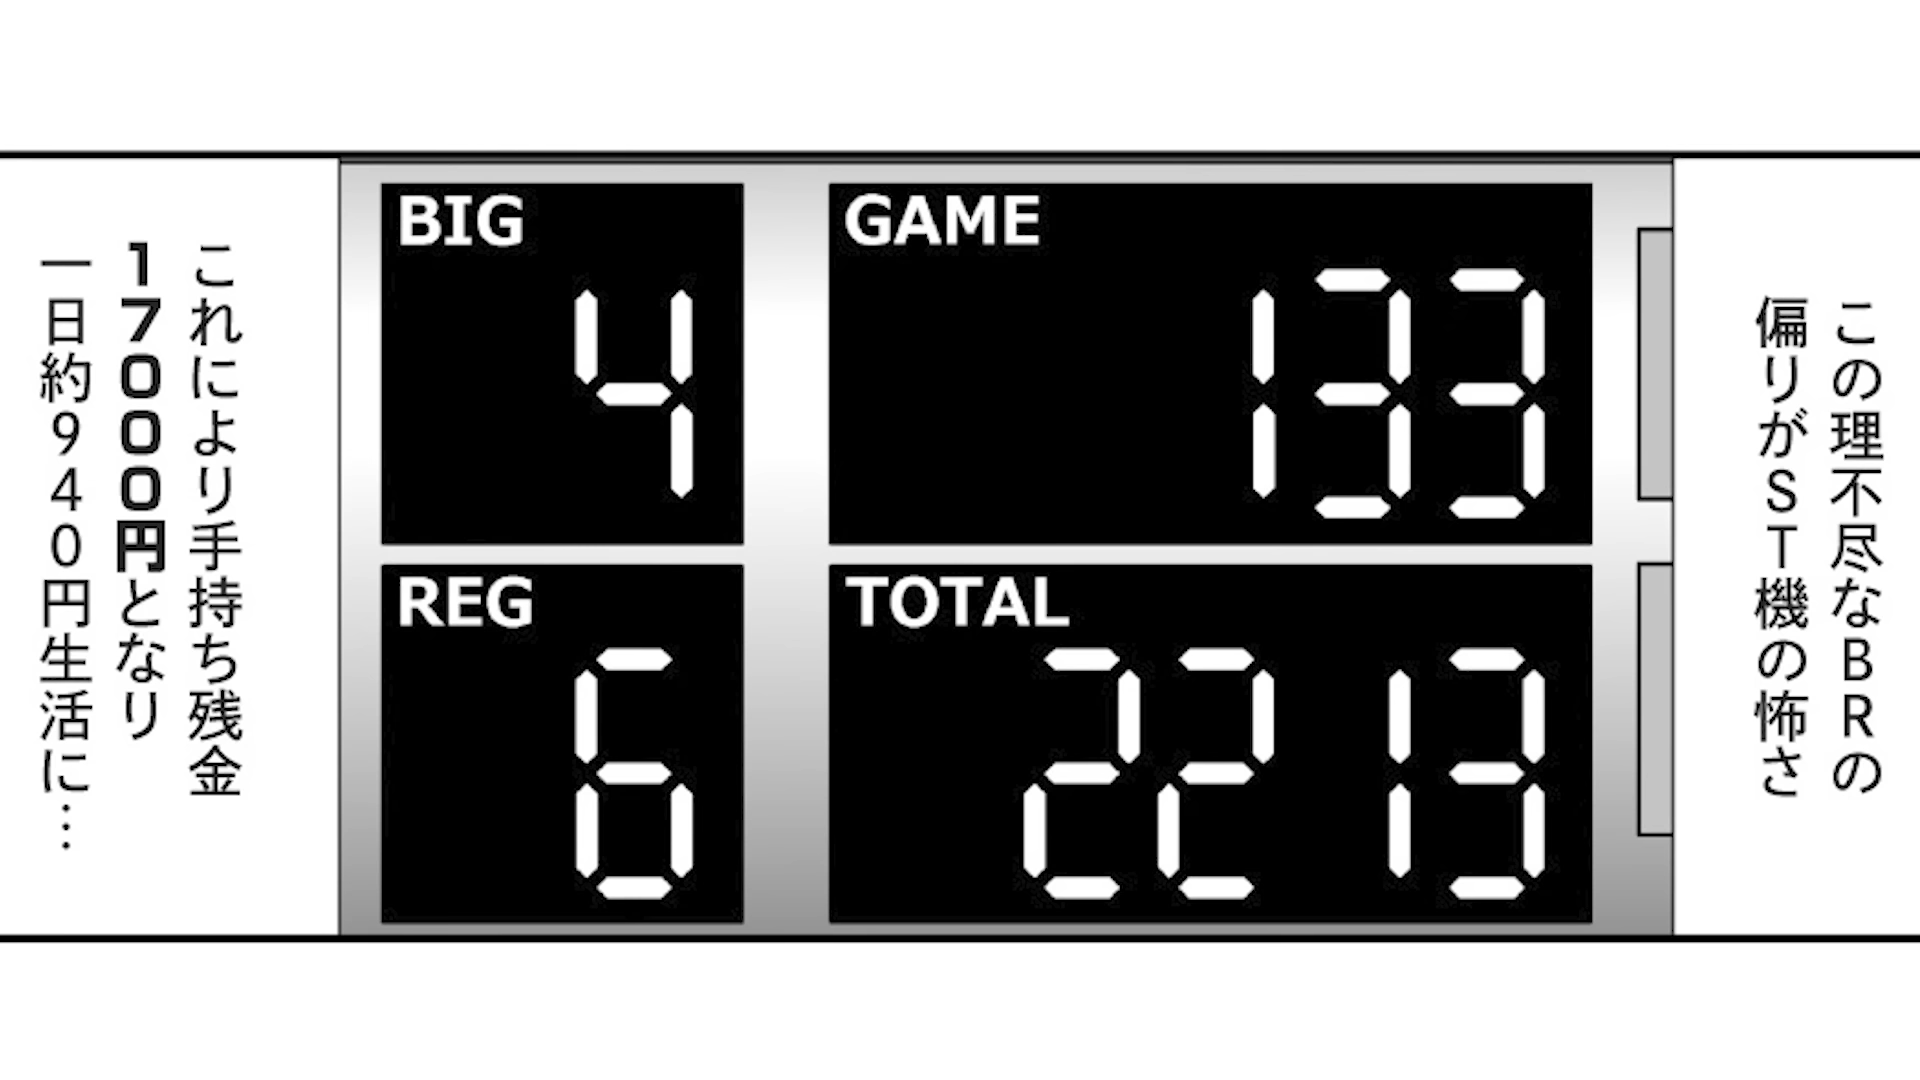 この理不尽なBRの
偏りがST機の怖さ
BIG
4
GAME
133
REG
6
TOTAL
2213
これにより手持ち残金
17000円となり
一日約940円生活に…